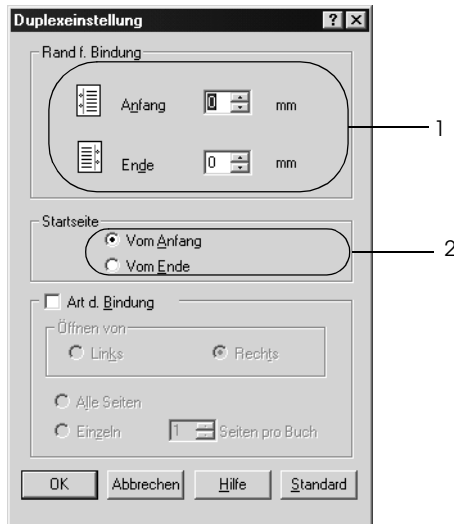 Duplexeinstellung
Rand f. Bindung
Anfang 0 mm
1
Ende 0 mm
Startseite
Vom Anfang
2
Vom Ende
Art d. Bindung
Öffnen von
Links Rechts
Alle Seiten
Einzeln 1 Seiten pro Buch
OK Abbrechen Hilfe Standard